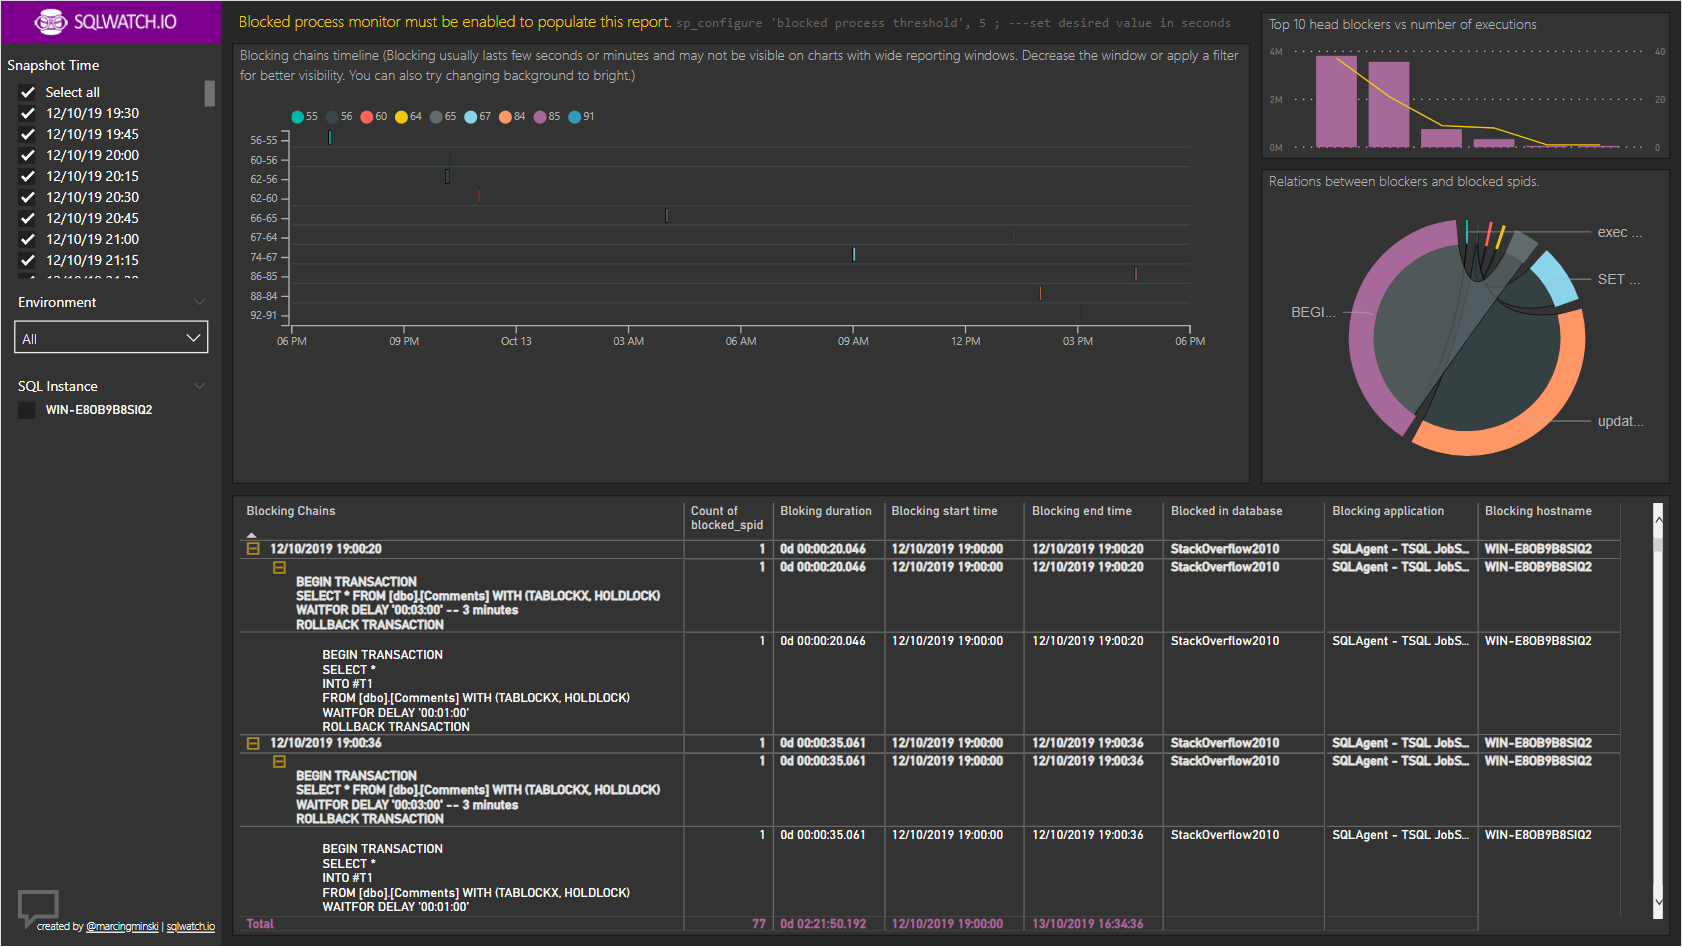 SQLWATCH.IO
Snapshot Time
Select all
12/10/19 19:30
12/10/19 19:45
12/10/19 20:00
12/10/19 20:15
12/10/19 20:30
12/10/19 20:45
12/10/19 21:00
12/10/19 21:15
Environment
All
SQL Instance
WIN-E8OB9B8SIQ2
created by @marcingminski | sqlwatch.io
Blocked process monitor must be enabled to populate this report. sp_configure 'blocked process threshold', 5 ; ---set desired value in seconds
Blocking chains timeline (Blocking usually lasts few seconds or minutes and may not be visible on charts with wide reporting windows. Decrease the window or apply a filter
for better visibility. You can also try changing background to bright.)
55 56 60 64 65 67 84 85 91
56-55
60-56
62-56
62-60
66-65
67-64
74-67
86-85
88-84
92-91
06 PM 09 PM Oct 13 03 AM 06 AM 09 AM 12 PM 03 PM 06 PM
Top 10 head blockers vs number of executions
4M 40
2M 20
0M 0
Relations between blockers and blocked spids.
exec ...
SET ...
BEGI...
updat...
Blocking Chains Count of blocked_spid Bloking duration Blocking start time Blocking end time Blocked in database Blocking application Blocking hostname
12/10/2019 19:00:20 1 0d 00:00:20.046 12/10/2019 19:00:00 12/10/2019 19:00:20 StackOverflow2010 SQLAgent - TSQL JobS... WIN-E8OB9B8SIQ2
1 0d 00:00:20.046 12/10/2019 19:00:00 12/10/2019 19:00:20 StackOverflow2010 SQLAgent - TSQL JobS... WIN-E8OB9B8SIQ2
BEGIN TRANSACTION
SELECT * FROM [dbo].[Comments] WITH (TABLOCKX, HOLDLOCK)
WAITFOR DELAY '00:03:00' -- 3 minutes
ROLLBACK TRANSACTION
1 0d 00:00:20.046 12/10/2019 19:00:00 12/10/2019 19:00:20 StackOverflow2010 SQLAgent - TSQL JobS... WIN-E8OB9B8SIQ2
BEGIN TRANSACTION
SELECT *
INTO #T1
FROM [dbo].[Comments] WITH (TABLOCKX, HOLDLOCK)
WAITFOR DELAY '00:01:00'
ROLLBACK TRANSACTION
12/10/2019 19:00:36 1 0d 00:00:35.061 12/10/2019 19:00:00 12/10/2019 19:00:36 StackOverflow2010 SQLAgent - TSQL JobS... WIN-E8OB9B8SIQ2
1 0d 00:00:35.061 12/10/2019 19:00:00 12/10/2019 19:00:36 StackOverflow2010 SQLAgent - TSQL JobS... WIN-E8OB9B8SIQ2
BEGIN TRANSACTION
SELECT * FROM [dbo].[Comments] WITH (TABLOCKX, HOLDLOCK)
WAITFOR DELAY '00:03:00' -- 3 minutes
ROLLBACK TRANSACTION
1 0d 00:00:35.061 12/10/2019 19:00:00 12/10/2019 19:00:36 StackOverflow2010 SQLAgent - TSQL JobS... WIN-E8OB9B8SIQ2
BEGIN TRANSACTION
SELECT *
INTO #T1
FROM [dbo].[Comments] WITH (TABLOCKX, HOLDLOCK)
WAITFOR DELAY '00:01:00'
Total 77 0d 02:21:50.192 12/10/2019 19:00:00 13/10/2019 16:34:36